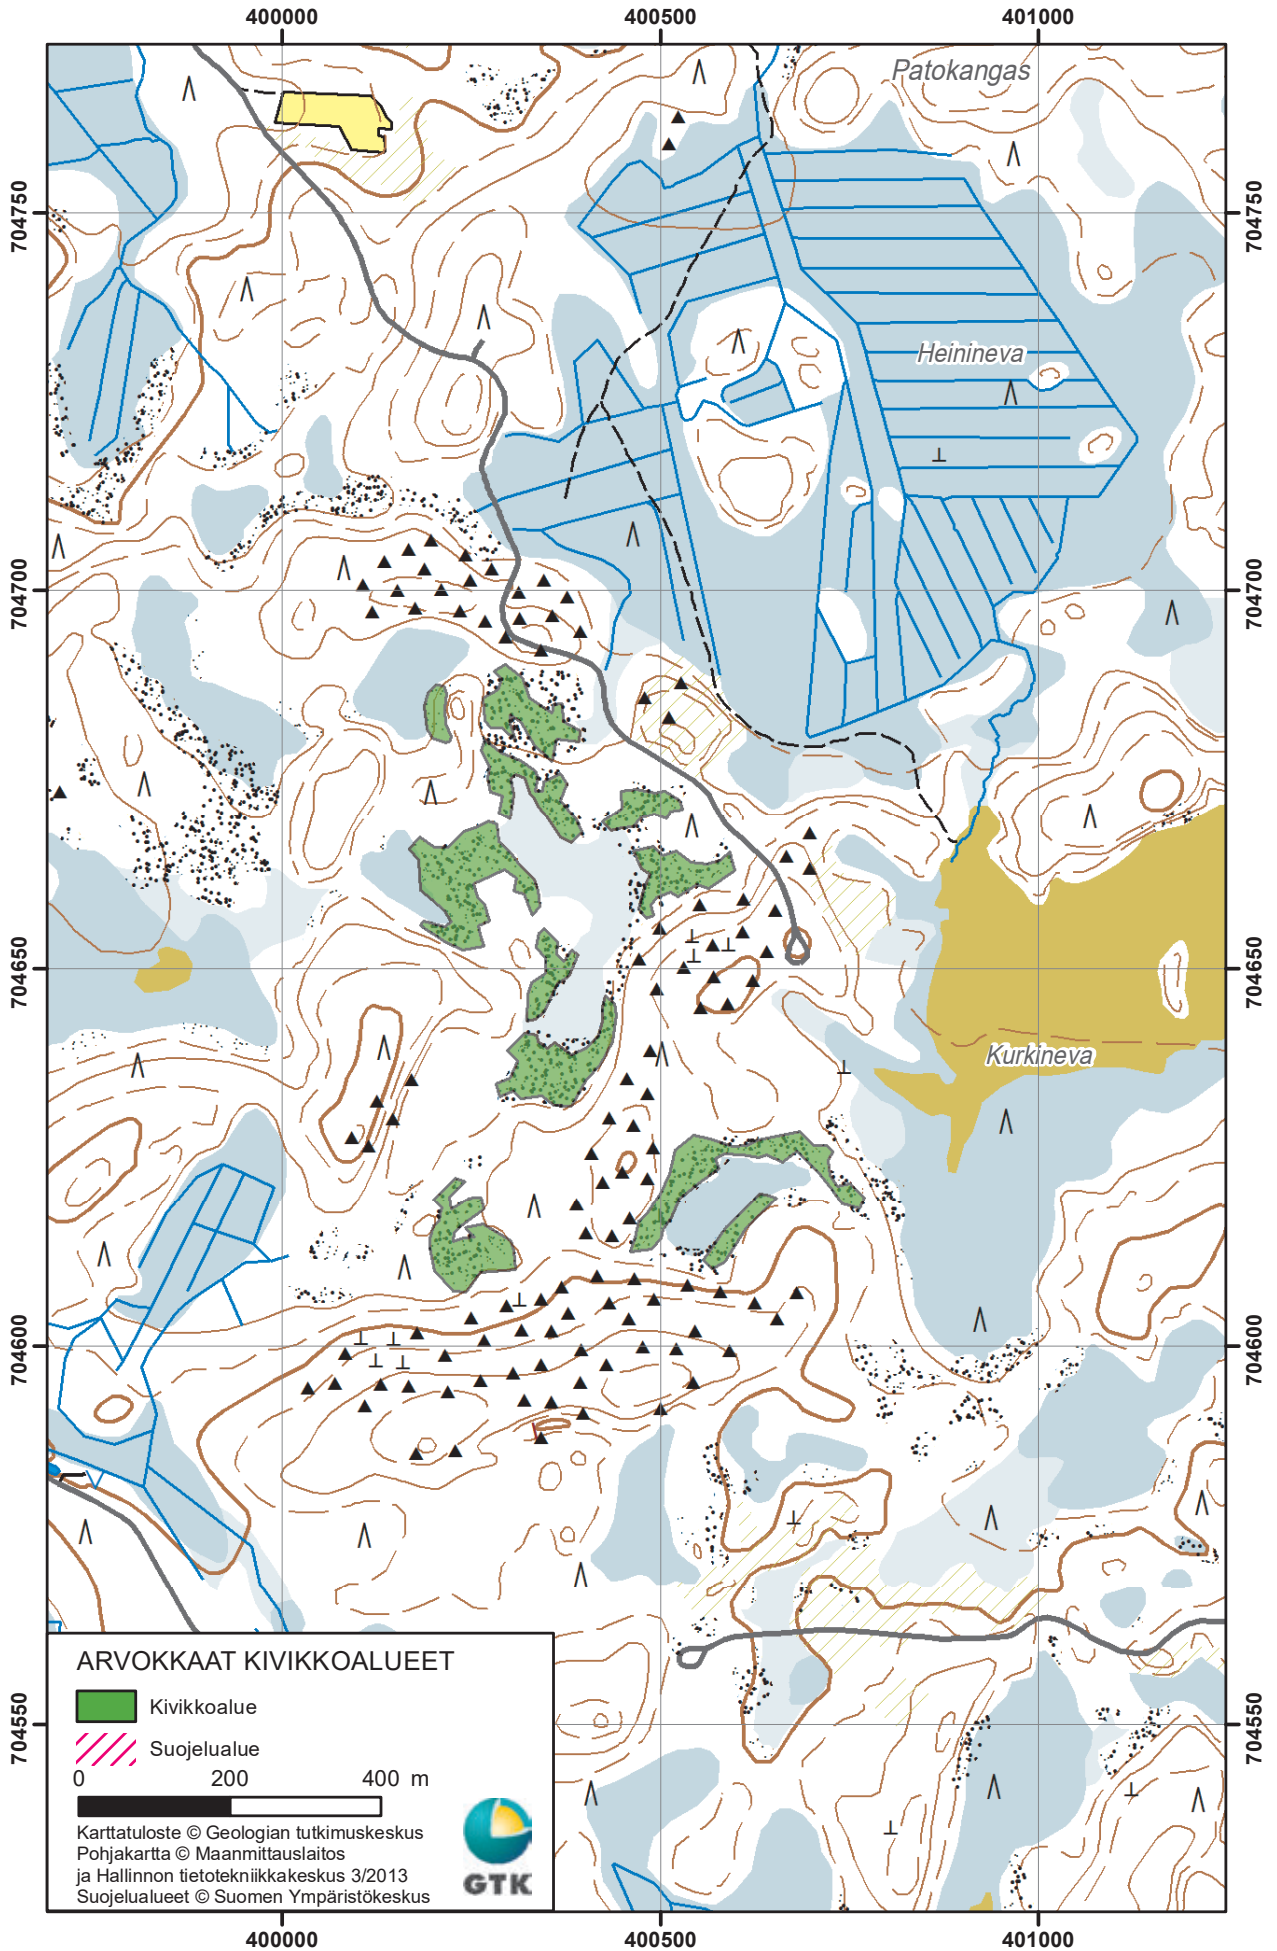 400000 400500 401000
Patokangas
704750 704750
Heinineva
704700 704700
704650 704650
Kurkineva
704600 704600
ARVOKKAAT KIVIKKOALUEET
Kivikkoalue
Suojelualue
704550 704550
0 200 400 m
Karttatuloste © Geologian tutkimuskeskus
Pohjakartta © Maanmittauslaitos
ja Hallinnon tietotekniikkakeskus 3/2013
Suojelualueet © Suomen Ympäristökeskus
GTK
400000 400500 401000